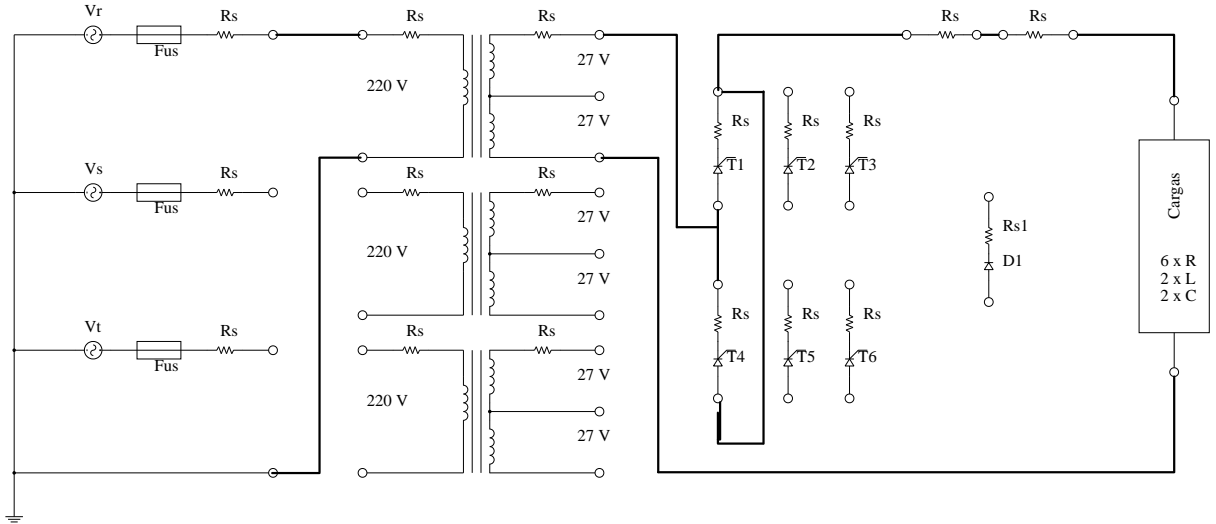 Vr
Fus
Rs
Rs
220 V
Rs
27 V
27 V
Rs
Rs
Rs
T1
Rs
T2
Rs
T3
Vs
Fus
Rs
Rs
220 V
Rs
27 V
27 V
Rs1
D1
Cargas
6 x R
2 x L
2 x C
Vt
Fus
Rs
Rs
220 V
Rs
27 V
27 V
Rs
T4
Rs
T5
Rs
T6